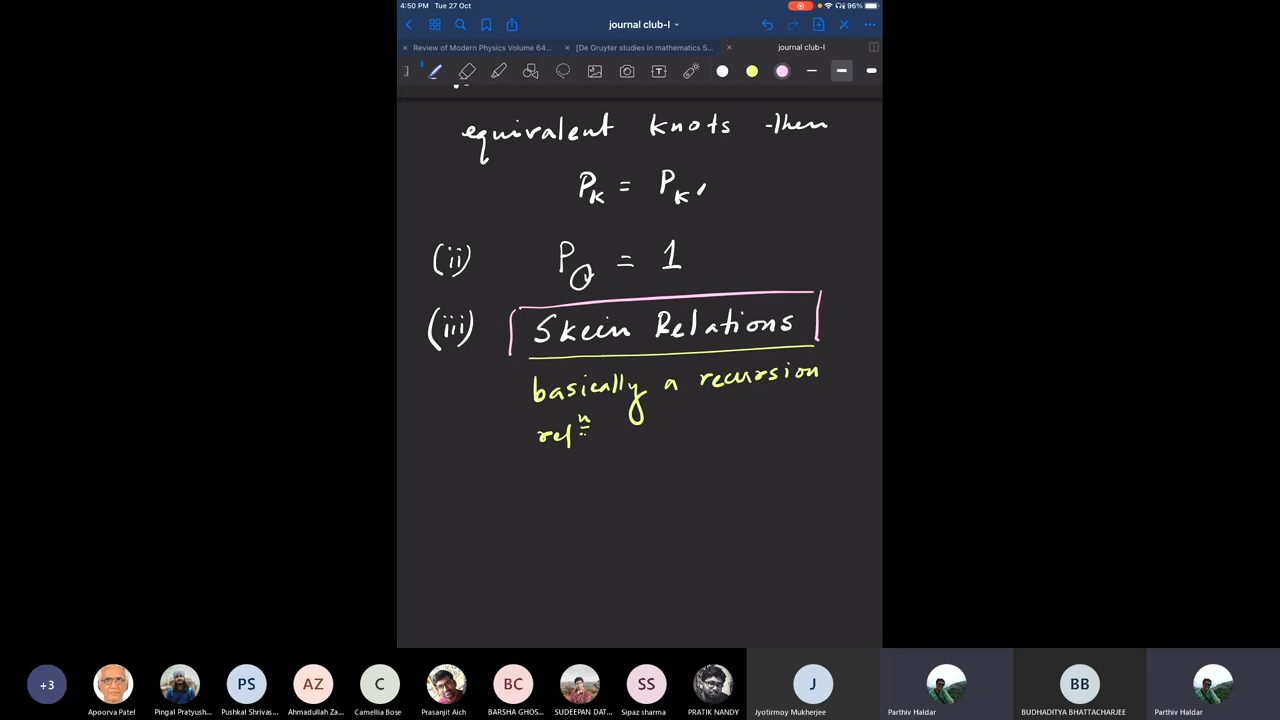 4:50 PM Tue 27 Oct
96%
journal club-I
Review of Modern Physics Volume 64...
[De Gruyter studies in mathematics 5...
journal club-I
equivalent knots then
P_K = P_K'
(ii) P_O = 1
(iii) Skein Relations
basically a recursion
rel^n
+3
PS
AZ
C
BC
SS
J
BB
Apoorva Patel
Pingal Pratyush...
Pushkal Shrivas...
Ahmadullah Za...
Camellia Bose
Prasanjit Aich
BARSHA GHOS...
SUDEEPAN DAT...
Sipaz sharma
PRATIK NANDY
Jyotirmoy Mukherjee
Parthiv Haldar
BUDHADITYA BHATTACHARJEE
Parthiv Haldar